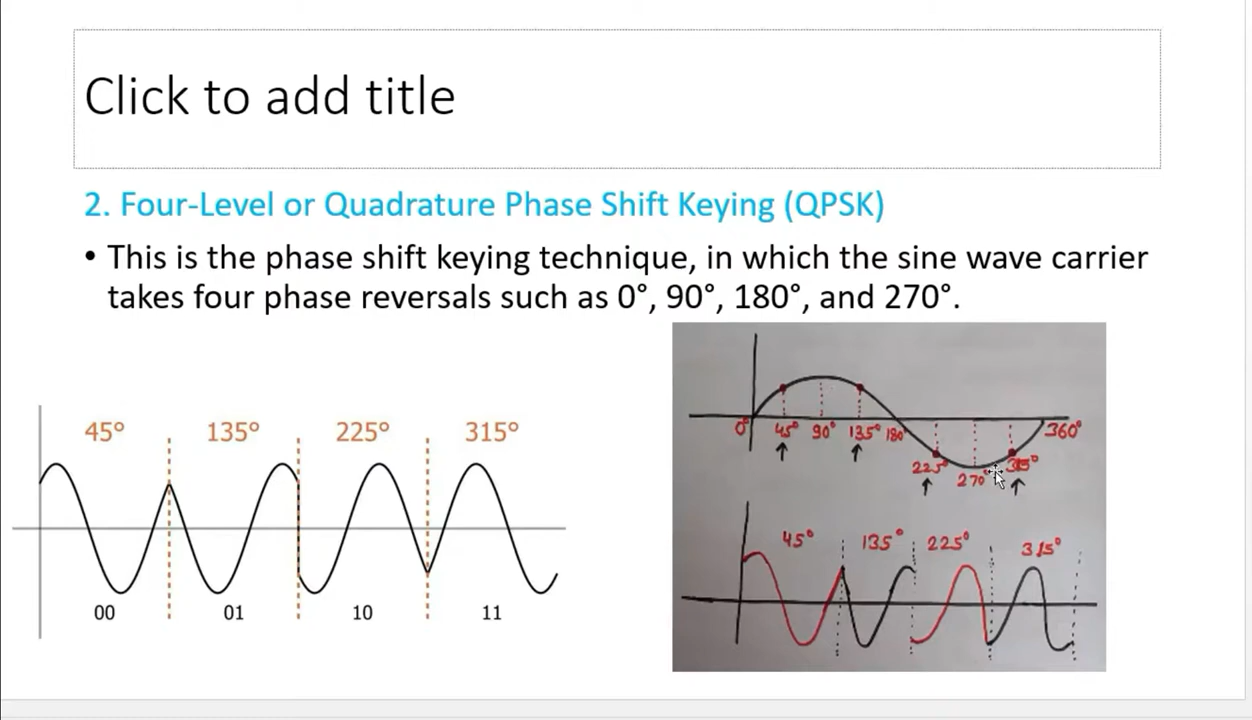 Click to add title
2. Four-Level or Quadrature Phase Shift Keying (QPSK)
• This is the phase shift keying technique, in which the sine wave carrier
takes four phase reversals such as 0°, 90°, 180°, and 270°.
45° 135° 225° 315°
00 01 10 11
0° 45° 90° 135° 180° 360°
225° 270° 315°
45° 135° 225° 315°